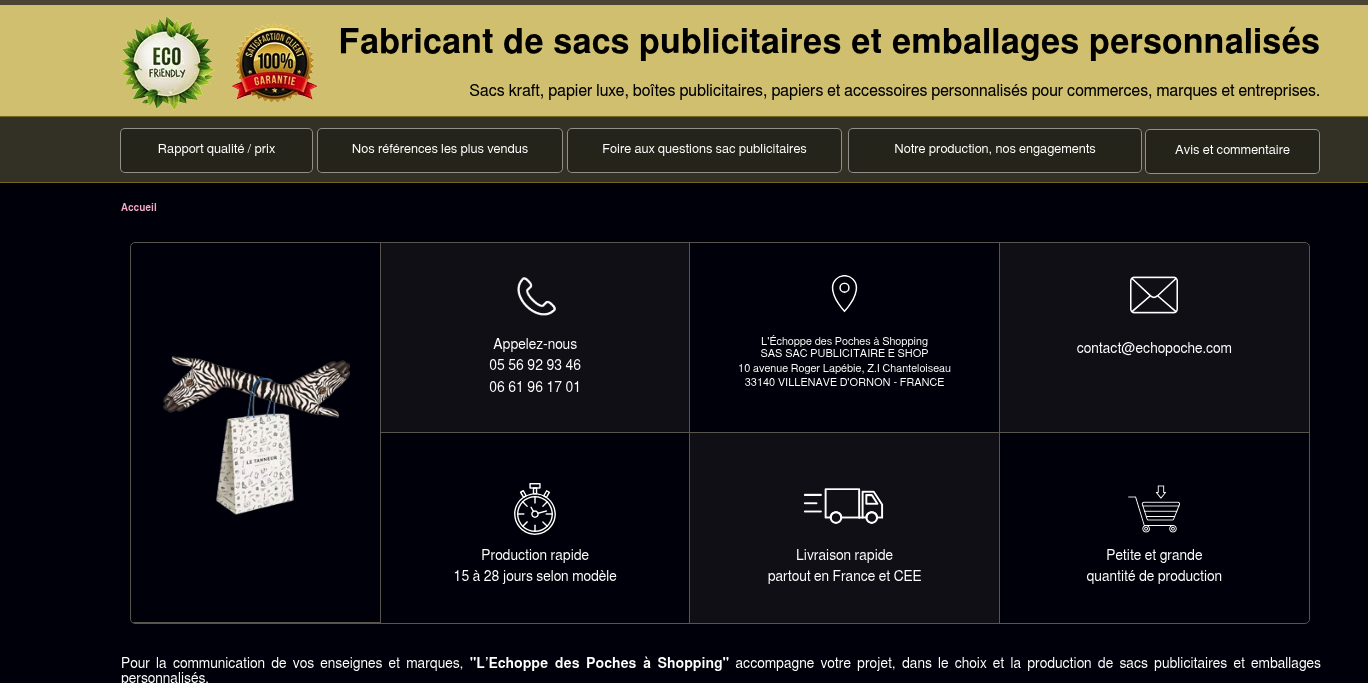 ECO
FRiENDLY
SATISFACTION CLIENT
100%
GARANTIE
Fabricant de sacs publicitaires et emballages personnalisés
Sacs kraft, papier luxe, boîtes publicitaires, papiers et accessoires personnalisés pour commerces, marques et entreprises.
Rapport qualité / prix
Nos références les plus vendus
Foire aux questions sac publicitaires
Notre production, nos engagements
Avis et commentaire
Accueil
LE TANNEUR
Appelez-nous
05 56 92 93 46
06 61 96 17 01
L'Échoppe des Poches à Shopping
SAS SAC PUBLICITAIRE E SHOP
10 avenue Roger Lapébie, Z.I Chanteloiseau
33140 VILLENAVE D'ORNON - FRANCE
contact@echopoche.com
Production rapide
15 à 28 jours selon modèle
Livraison rapide
partout en France et CEE
Petite et grande
quantité de production
Pour la communication de vos enseignes et marques, "L'Echoppe des Poches à Shopping" accompagne votre projet, dans le choix et la production de sacs publicitaires et emballages
personnalisés.